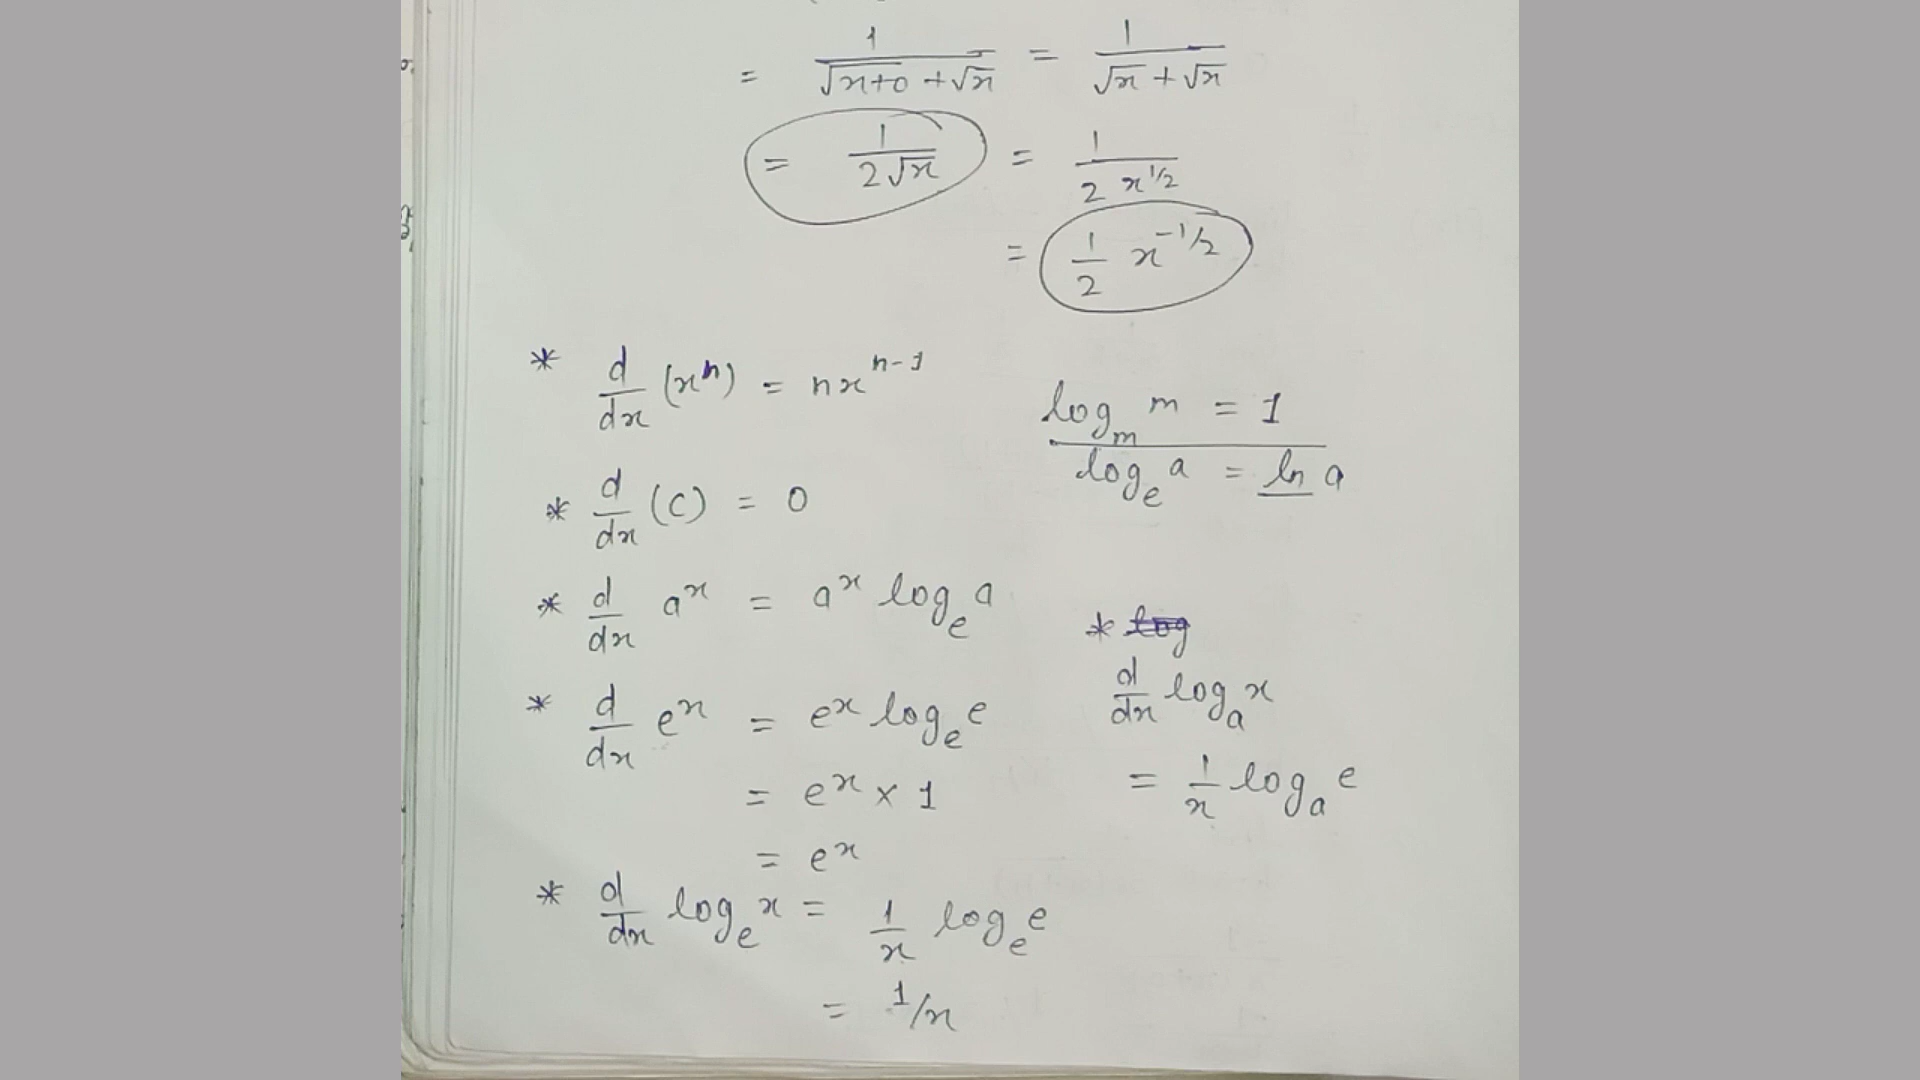 = 1/(√(x+0) + √x) = 1/(√x + √x)
= 1/(2√x) = 1/(2 x^(1/2))
= 1/2 x^(-1/2)
* d/dx (x^n) = nx^(n-1)
* d/dx (c) = 0
* d/dx a^x = a^x log_e a
* d/dx e^x = e^x log_e e
= e^x × 1
= e^x
* d/dx log_e x = 1/x log_e e
= 1/x
log_m m = 1
log_e a = ln a
* log
d/dx log_a x
= 1/x log_a e